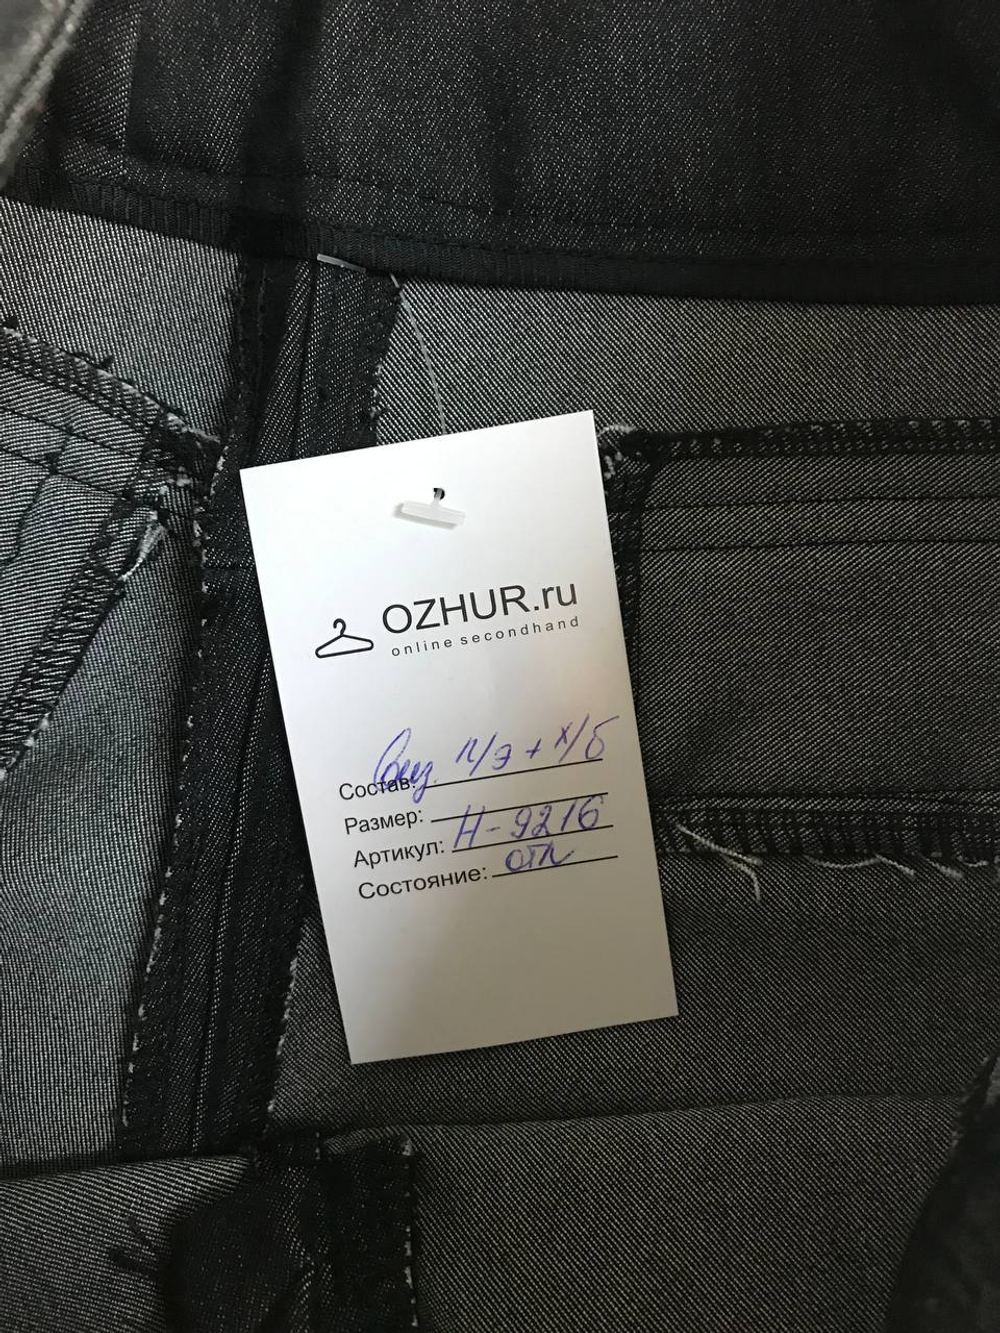 OZHUR.ru
online secondhand
Состав: п/э + х/б
Размер:
Артикул: Н-9216
Состояние: отл